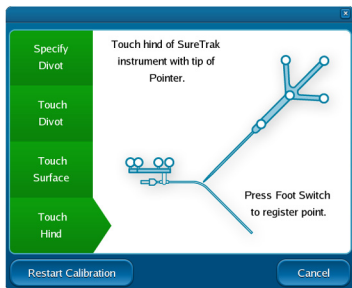 Specify
Divot
Touch
Divot
Touch
Surface
Touch
Hind
Touch hind of SureTrak
instrument with tip of
Pointer.
Press Foot Switch
to register point.
Restart Calibration
Cancel